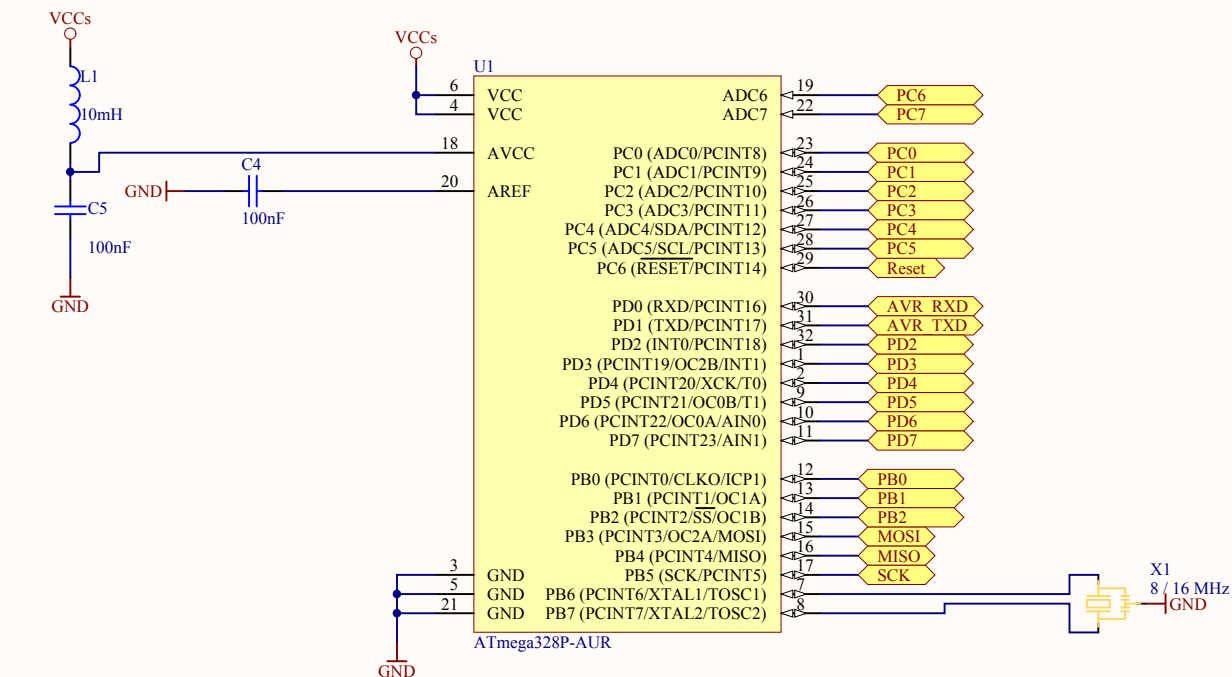 VCCs
L1
10mH
C5
100nF
GND
GND
C4
100nF
VCCs
U1
6 VCC
4 VCC
18 AVCC
20 AREF
3 GND
5 GND
21 GND
GND
ADC6 19 PC6
ADC7 22 PC7
PC0 (ADC0/PCINT8) 23 PC0
PC1 (ADC1/PCINT9) 24 PC1
PC2 (ADC2/PCINT10) 25 PC2
PC3 (ADC3/PCINT11) 26 PC3
PC4 (ADC4/SDA/PCINT12) 27 PC4
PC5 (ADC5/SCL/PCINT13) 28 PC5
PC6 (RESET/PCINT14) 29 Reset
PD0 (RXD/PCINT16) 30 AVR_RXD
PD1 (TXD/PCINT17) 31 AVR_TXD
PD2 (INT0/PCINT18) 32 PD2
PD3 (PCINT19/OC2B/INT1) 1 PD3
PD4 (PCINT20/XCK/T0) 2 PD4
PD5 (PCINT21/OC0B/T1) 9 PD5
PD6 (PCINT22/OC0A/AIN0) 10 PD6
PD7 (PCINT23/AIN1) 11 PD7
PB0 (PCINT0/CLKO/ICP1) 12 PB0
PB1 (PCINT1/OC1A) 13 PB1
PB2 (PCINT2/SS/OC1B) 14 PB2
PB3 (PCINT3/OC2A/MOSI) 15 MOSI
PB4 (PCINT4/MISO) 16 MISO
PB5 (SCK/PCINT5) 17 SCK
PB6 (PCINT6/XTAL1/TOSC1) 7
PB7 (PCINT7/XTAL2/TOSC2) 8
ATmega328P-AUR
X1
8 / 16 MHz
GND